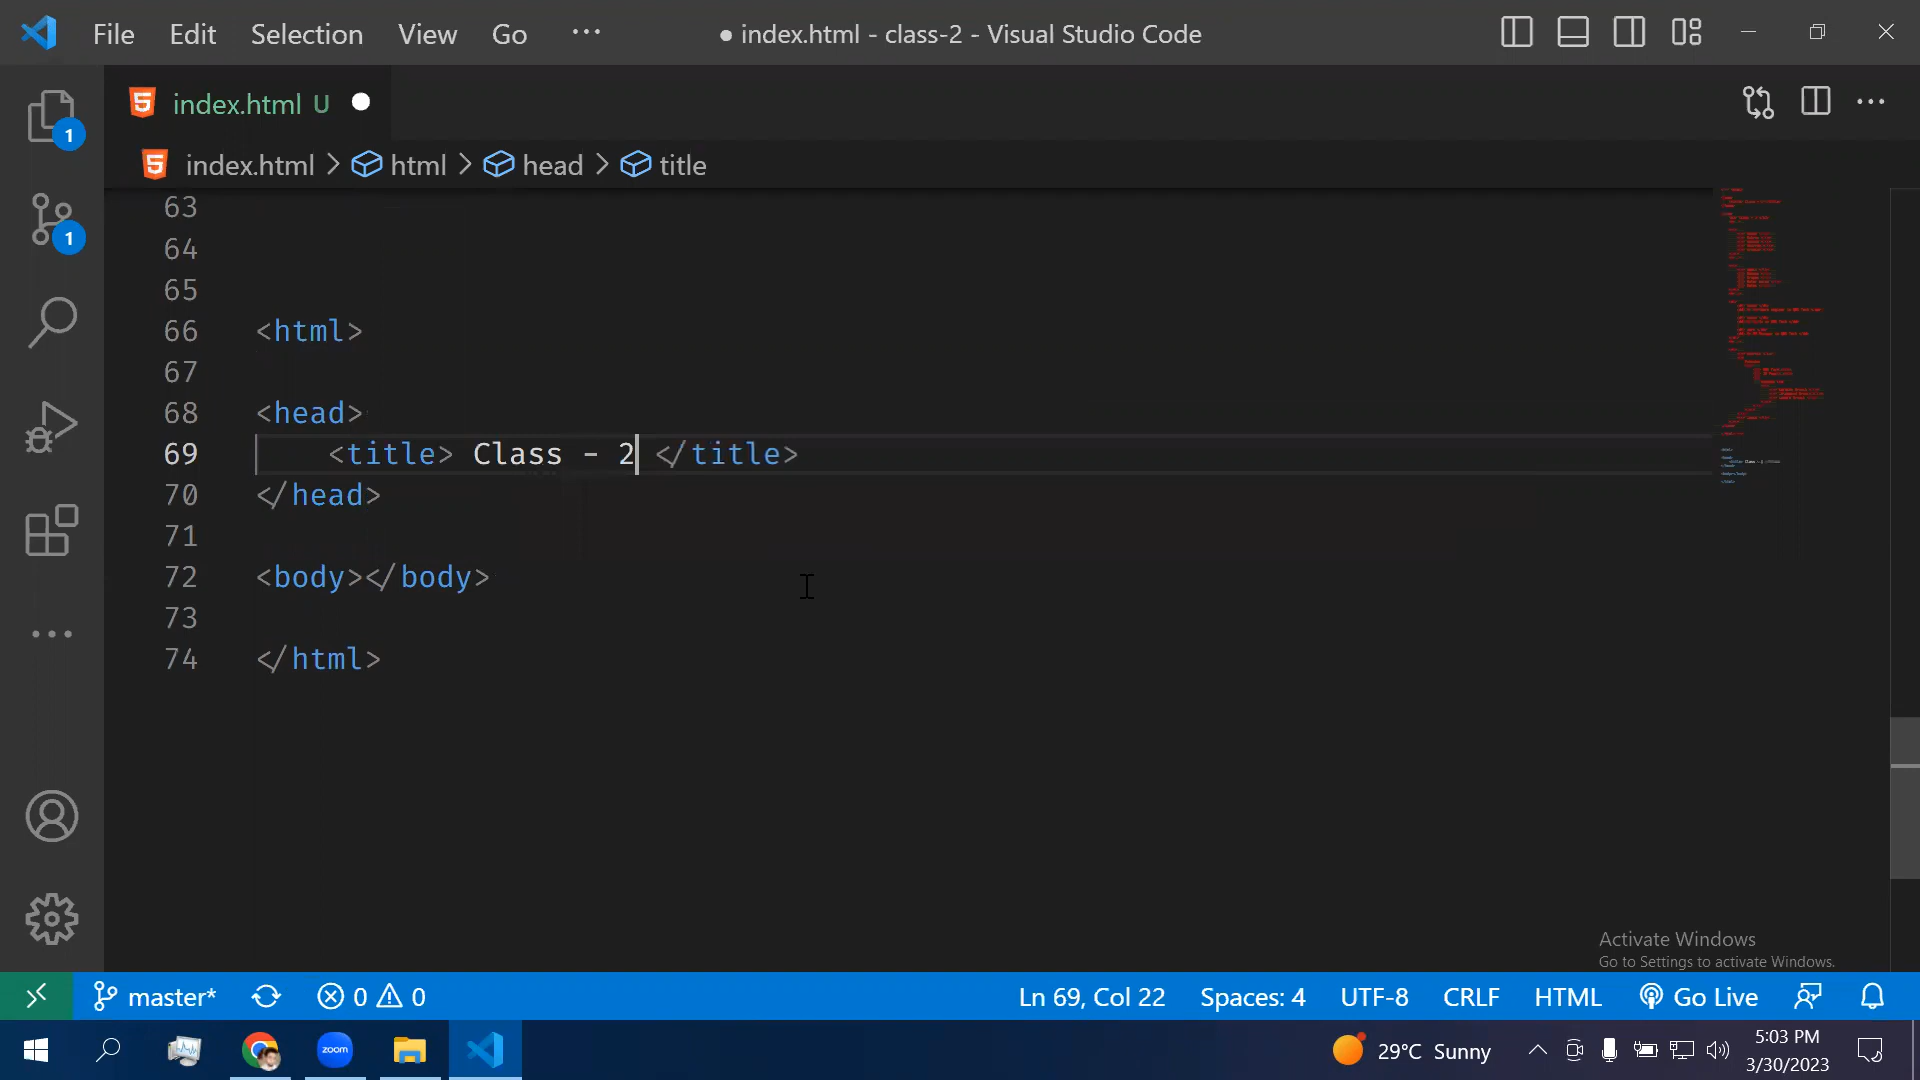 File Edit Selection View Go ··· ● index.html - class-2 - Visual Studio Code
index.html U ●
index.html > html > head > title
1
1
63
64
65
66 <html>
67
68 <head>
69 <title> Class - 2 </title>
70 </head>
71
72 <body></body>
73
74 </html>
Activate Windows
Go to Settings to activate Windows.
master* 0 0 Ln 69, Col 22 Spaces: 4 UTF-8 CRLF HTML Go Live
zoom 29°C Sunny 5:03 PM
3/30/2023